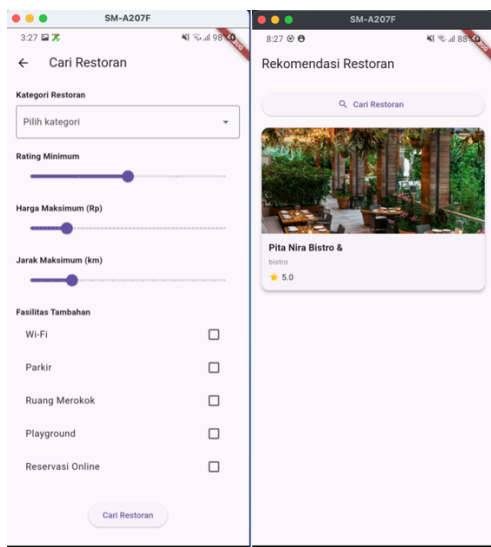 SM-A207F
3:27
98
Cari Restoran
Kategori Restoran
Pilih kategori
Rating Minimum
Harga Maksimum (Rp)
Jarak Maksimum (km)
Fasilitas Tambahan
Wi-Fi
Parkir
Ruang Merokok
Playground
Reservasi Online
Cari Restoran
SM-A207F
8:27
88
Rekomendasi Restoran
Cari Restoran
Pita Nira Bistro &
bistro
5.0